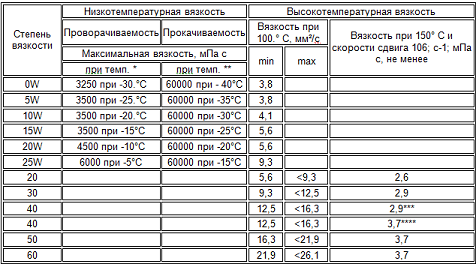 Степень вязкости
Низкотемпературная вязкость
Высокотемпературная вязкость
Проворачиваемость
Прокачиваемость
Вязкость при 100.° С, мм²/с
Вязкость при 150° С и скорости сдвига 106; с-1; мПа с, не менее
Максимальная вязкость, мПа с
при темп. *
при темп. **
min
max
0W 3250 при -30.°С 60000 при - 40°С 3,8
5W 3500 при -25.°С 60000 при -35°С 3,8
10W 3500 при -20.°С 60000 при -30°С 4,1
15W 3500 при -15°С 60000 при -25°С 5,6
20W 4500 при -10°С 60000 при -20°С 5,6
25W 6000 при -5°С 60000 при -15°С 9,3
20 5,6 <9,3 2,6
30 9,3 <12,5 2,9
40 12,5 <16,3 2,9***
40 12,5 <16,3 3,7****
50 16,3 <21,9 3,7
60 21,9 <26,1 3,7